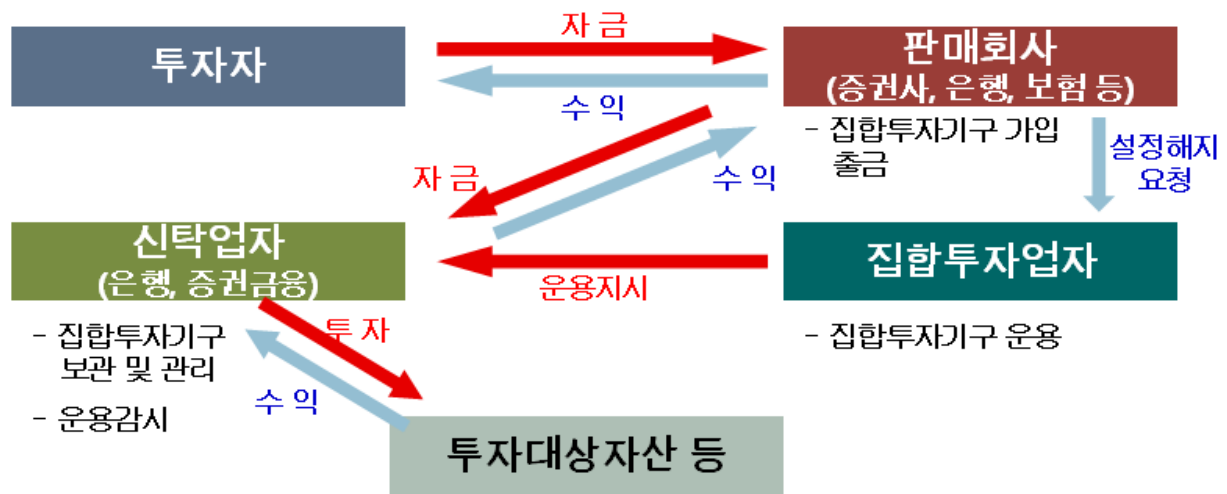 자 금
투자자
판매회사
(증권사, 은행, 보험 등)
수 익
- 집합투자기구 가입
출금
설정해지
요청
자 금
수 익
신탁업자
(은행, 증권금융)
집합투자업자
운용지시
- 집합투자기구
보관 및 관리
- 운용감시
투 자
수 익
- 집합투자기구 운용
투자대상자산 등